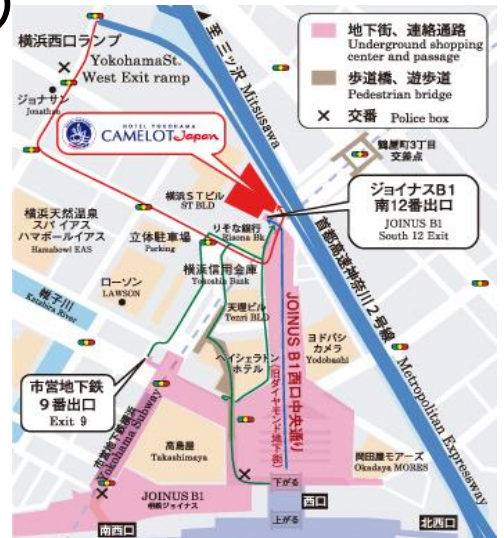 横浜西口ランプ
YokohamaSt.
West Exit ramp
ジョナサン
Jonathan
至三ッ沢 Mitsusawa
地下街、連絡通路
Underground shopping
center and passage
歩道橋、遊歩道
Pedestrian bridge
交番 Police box
HOTEL YOKOHAMA
CAMELOT Japan
鶴屋町3丁目
交差点
横浜STビル
ST BLD
ジョイナスB1
南12番出口
JOINUS B1
South 12 Exit
横浜天然温泉
スパ イアス
ハマボールイアス
Hamabowl EAS
立体駐車場
Parking
りそな銀行
Risona Bk
横浜信用金庫
Yokoshin Bank
ローソン
LAWSON
天理ビル
Tenri BLD
帷子川
Katabira River
首都高速神奈川2号線
Metropolitan Expressway
ヨドバシ
カメラ
Yodobashi
ベイシェラトン
ホテル
JOINUS B1西口中央通り
(旧ダイヤモンド地下街)
市営地下鉄
9番出口
Exit 9
市営地下鉄横浜
Yokohama Subway
高島屋
Takashimaya
岡田屋モアーズ
Okadaya MORES
JOINUS B1
相鉄ジョイナス
下がる
西口
上がる
南西口
北西口